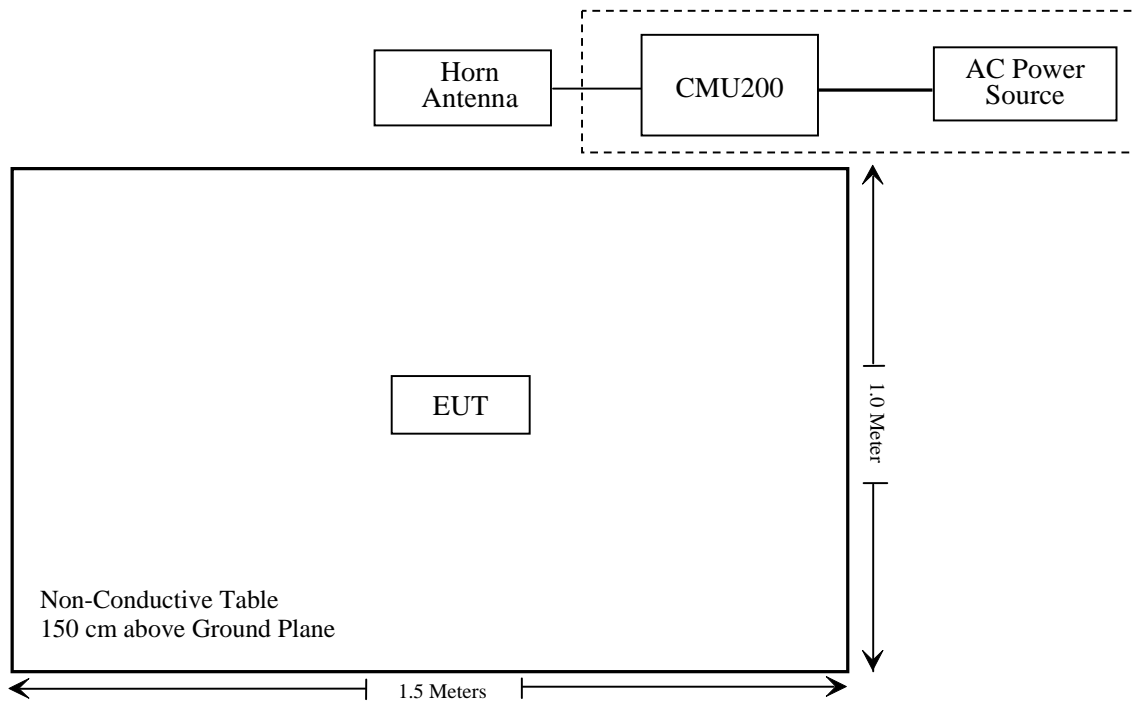 Horn
Antenna
CMU200
AC Power
Source
EUT
1.0 Meter
Non-Conductive Table
150 cm above Ground Plane
1.5 Meters